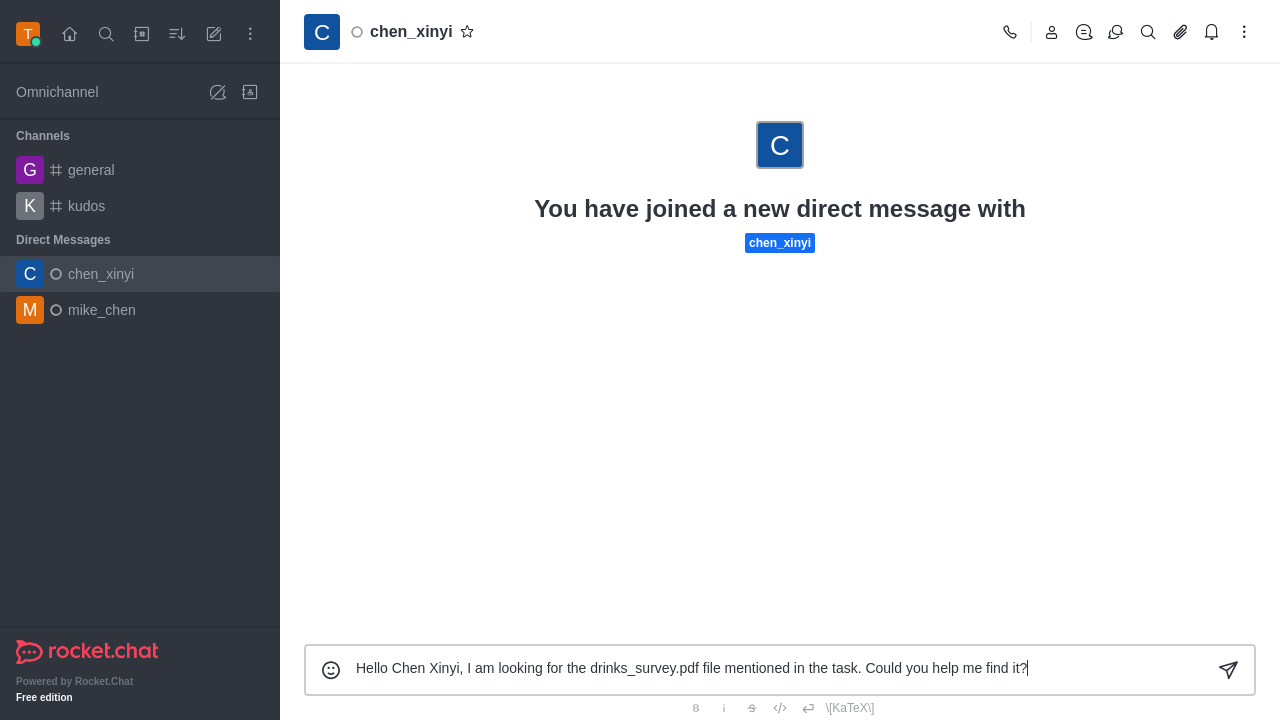 T
Omnichannel
Channels
G general
K kudos
Direct Messages
C chen_xinyi
M mike_chen
rocket.chat
Powered by Rocket.Chat
Free edition
C chen_xinyi
C
You have joined a new direct message with
chen_xinyi
Hello Chen Xinyi, I am looking for the drinks_survey.pdf file mentioned in the task. Could you help me find it?
B i S \[KaTeX\]